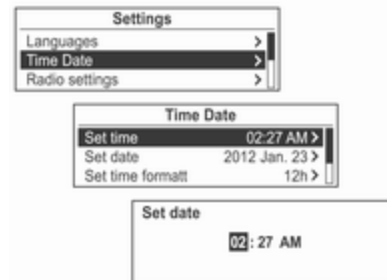 Settings
Languages >
Time Date >
Radio settings >
Time Date
Set time 02:27 AM >
Set date 2012 Jan. 23 >
Set time formatt 12h >
Set date
02 : 27 AM